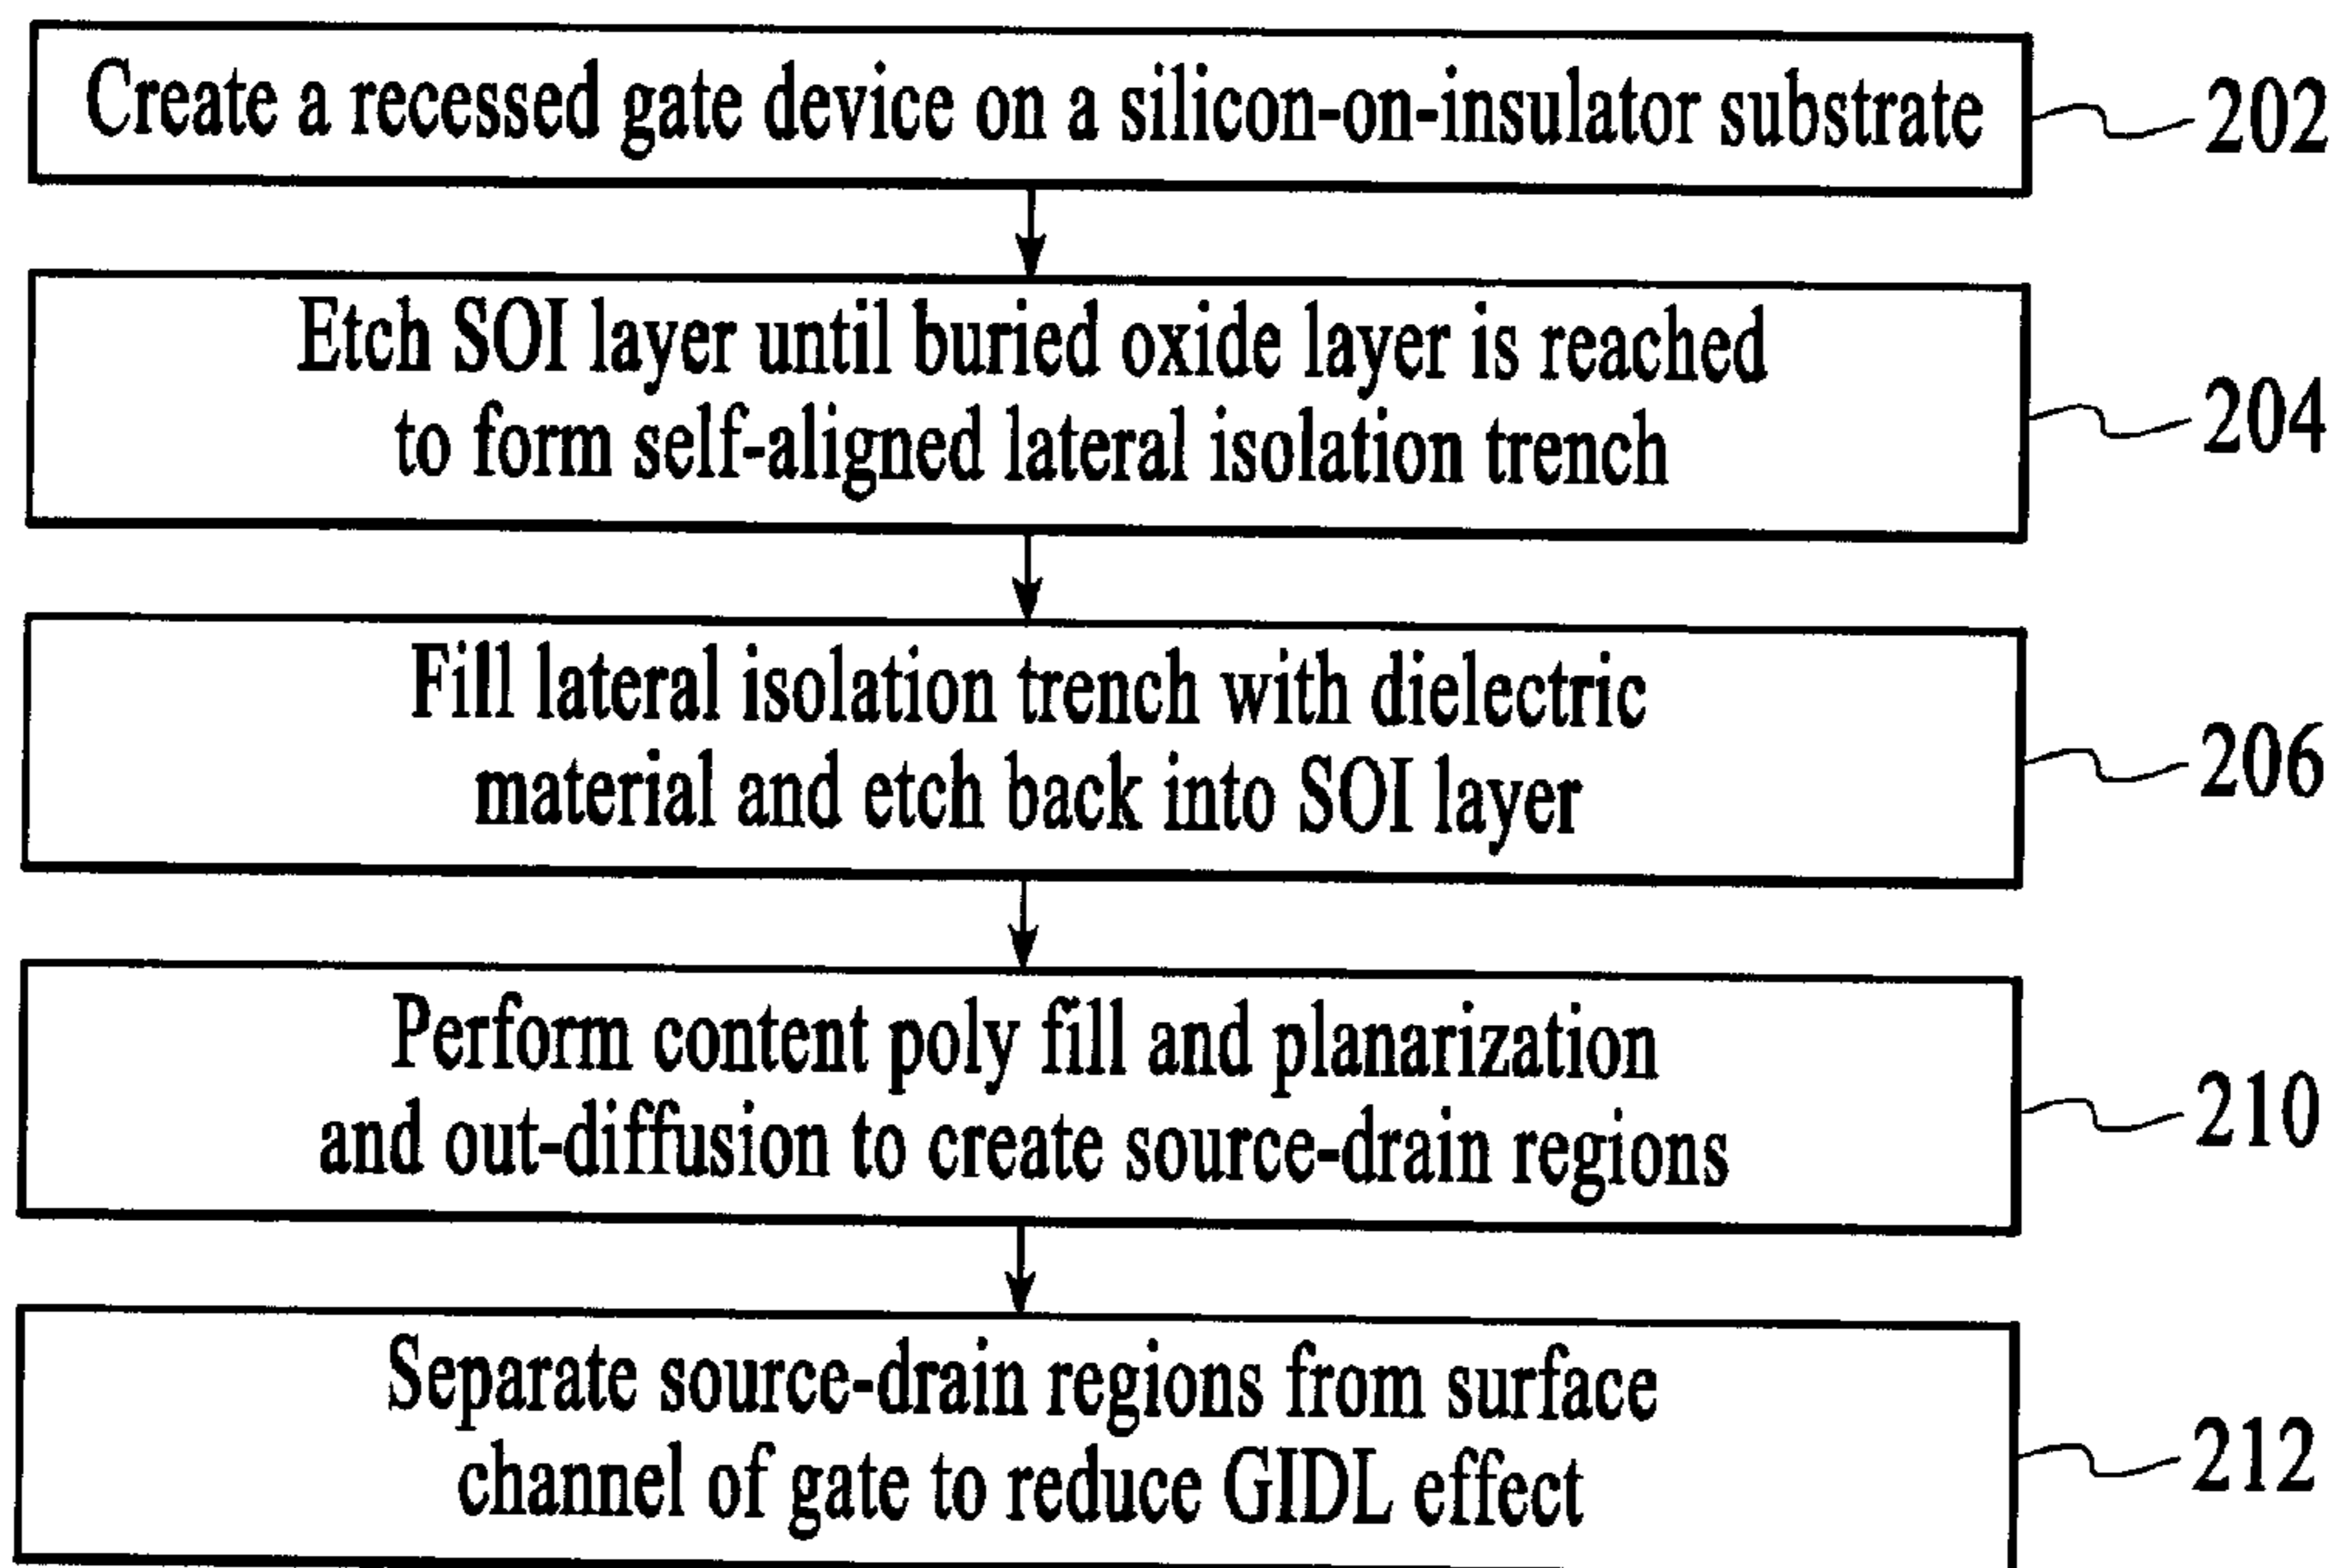 Create a recessed gate device on a silicon-on-insulator substrate
202
Etch SOI layer until buried oxide layer is reached
to form self-aligned lateral isolation trench
204
Fill lateral isolation trench with dielectric
material and etch back into SOI layer
206
Perform content poly fill and planarization
and out-diffusion to create source-drain regions
210
Separate source-drain regions from surface
channel of gate to reduce GIDL effect
212